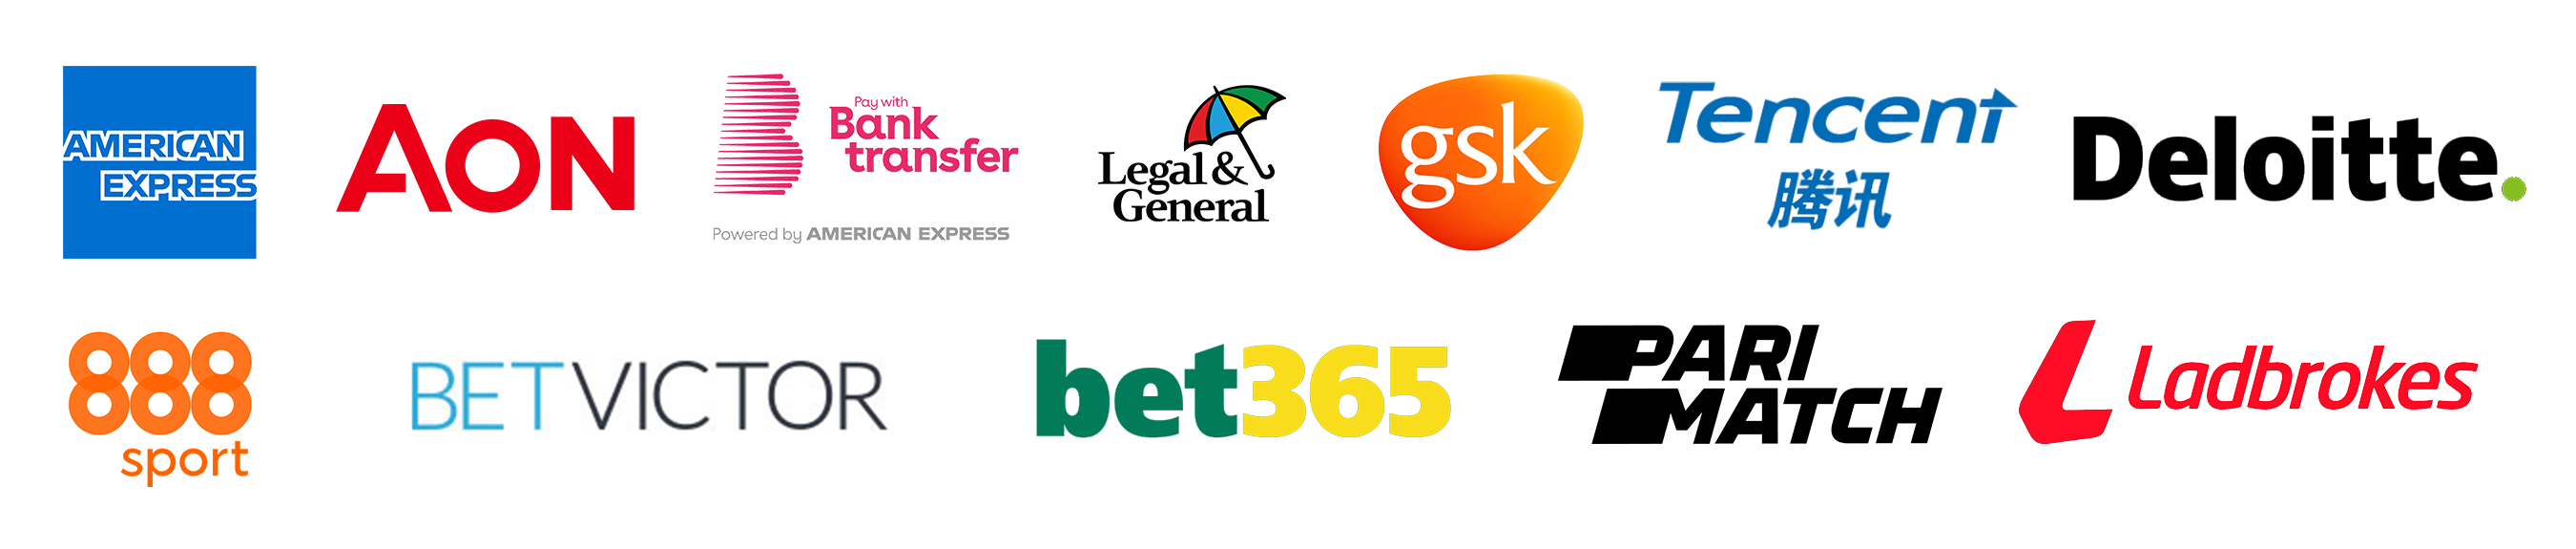 AMERICAN
EXPRESS
AON
Pay with
Bank
transfer
Powered by AMERICAN EXPRESS
Legal &
General
gsk
Tencent
腾讯
Deloitte.
888
sport
BETVICTOR
bet365
PARI
MATCH
Ladbrokes